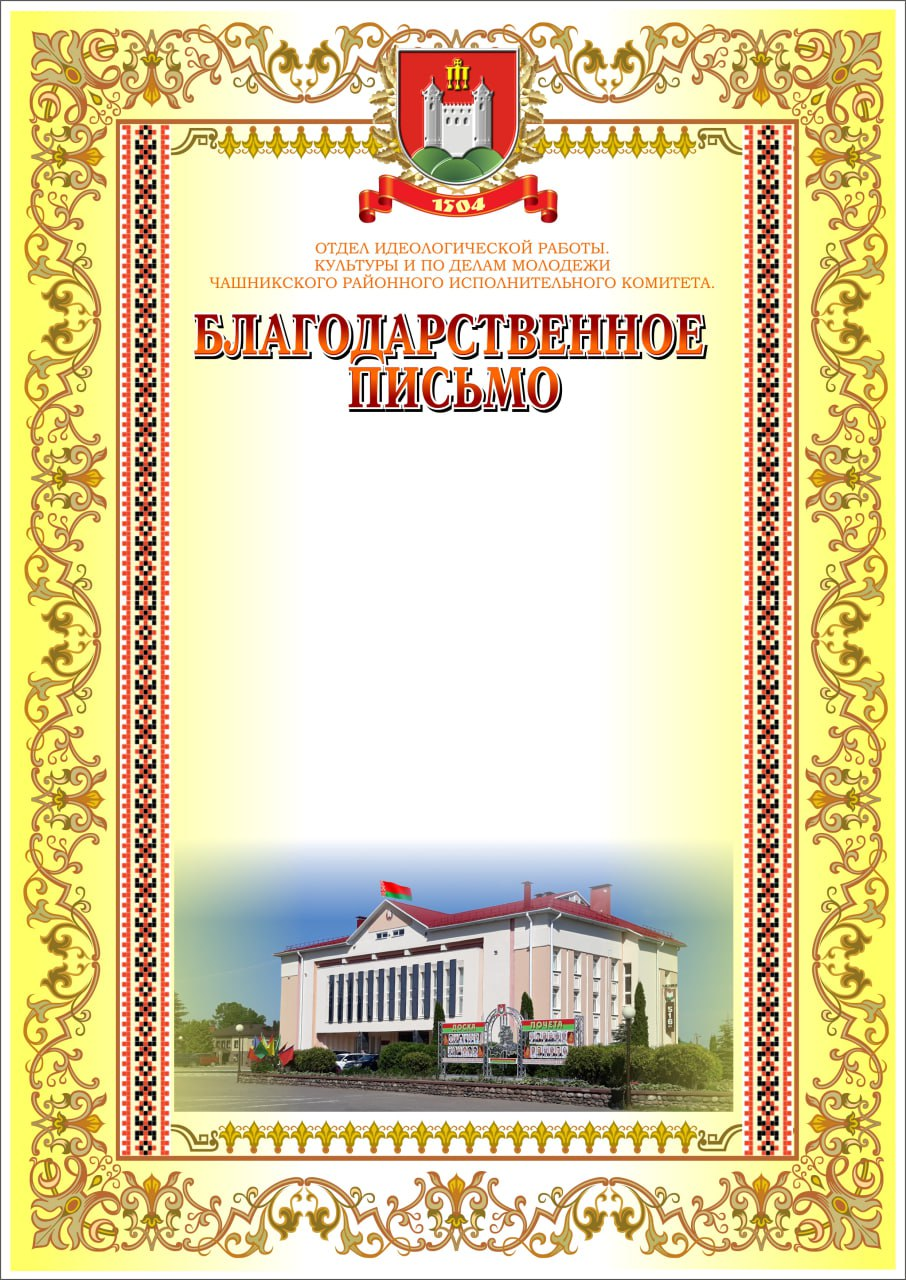 1504
ОТДЕЛ ИДЕОЛОГИЧЕСКОЙ РАБОТЫ.
КУЛЬТУРЫ И ПО ДЕЛАМ МОЛОДЕЖИ
ЧАШНИКСКОГО РАЙОННОГО ИСПОЛНИТЕЛЬНОГО КОМИТЕТА.
БЛАГОДАРСТВЕННОЕ
ПИСЬМО
ДОСКА ПОЧЕТА